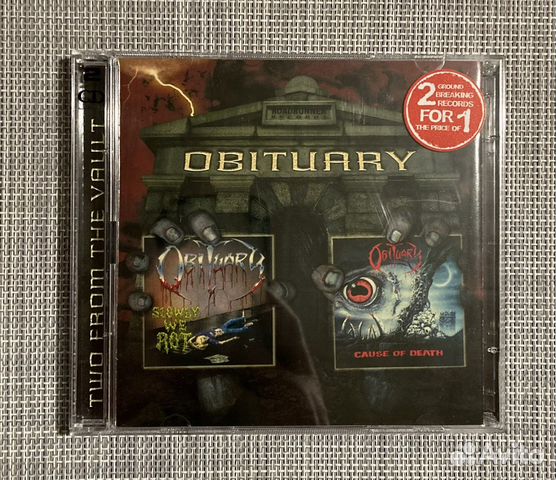 TWO FROM THE VAULT
ROADRUNNER
RECORDS
2 GROUND
BREAKING
RECORDS
FOR
THE PRICE OF 1
OBITUARY
OBITUARY
SLOWLY
WE
ROT
OBITUARY
CAUSE OF DEATH
Avito